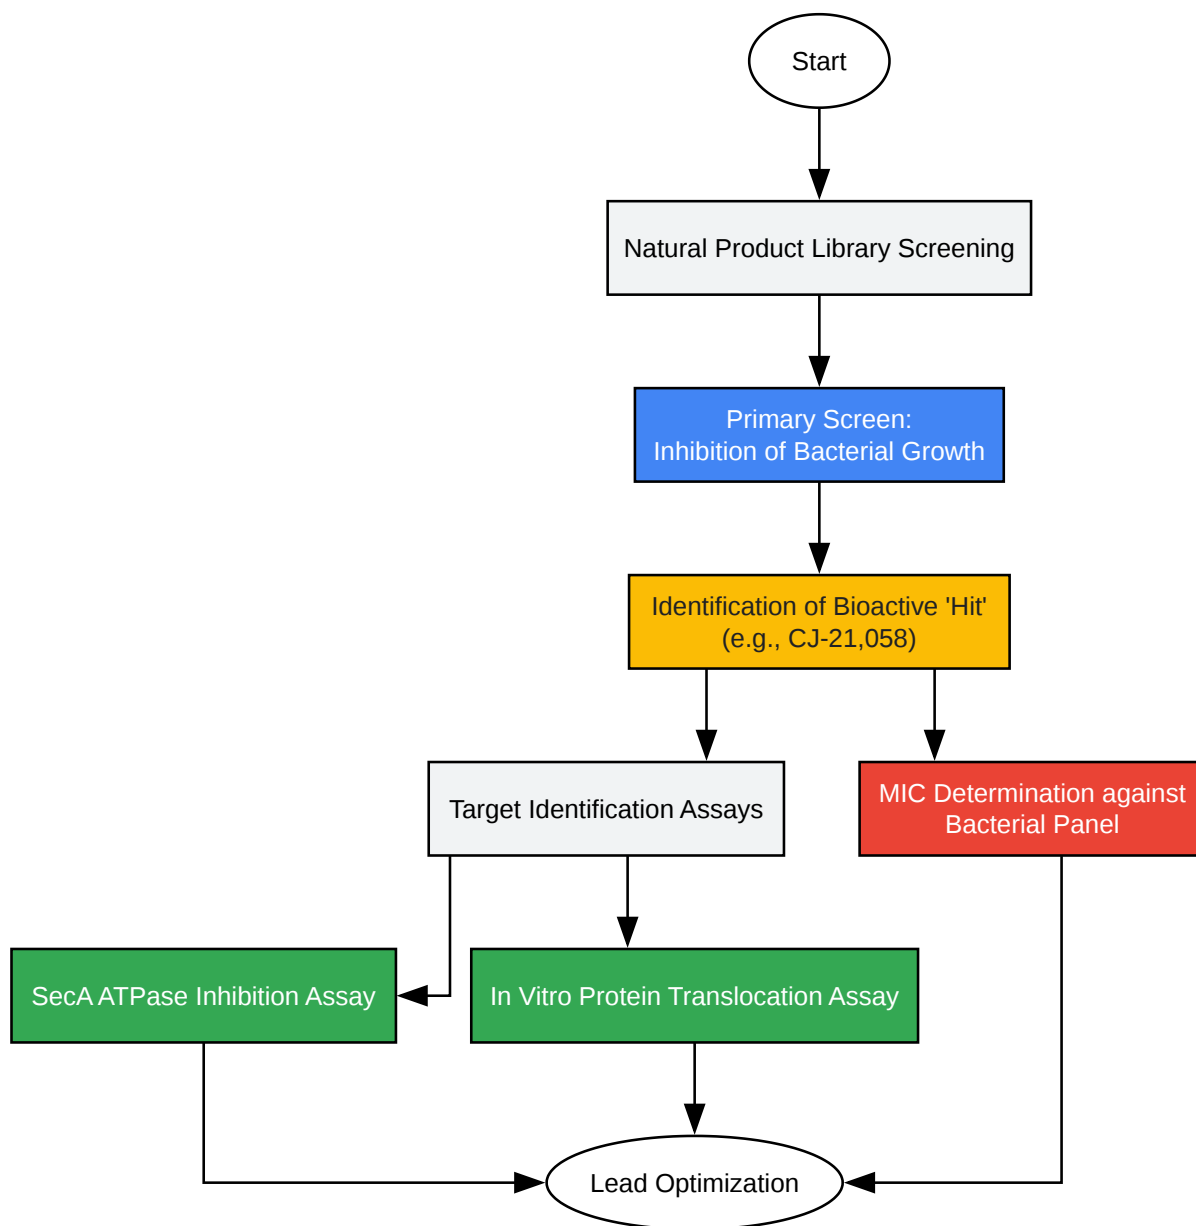 Start
Natural Product Library Screening
Primary Screen:
Inhibition of Bacterial Growth
Identification of Bioactive 'Hit'
(e.g., CJ-21,058)
Target Identification Assays
MIC Determination against
Bacterial Panel
SecA ATPase Inhibition Assay
In Vitro Protein Translocation Assay
Lead Optimization